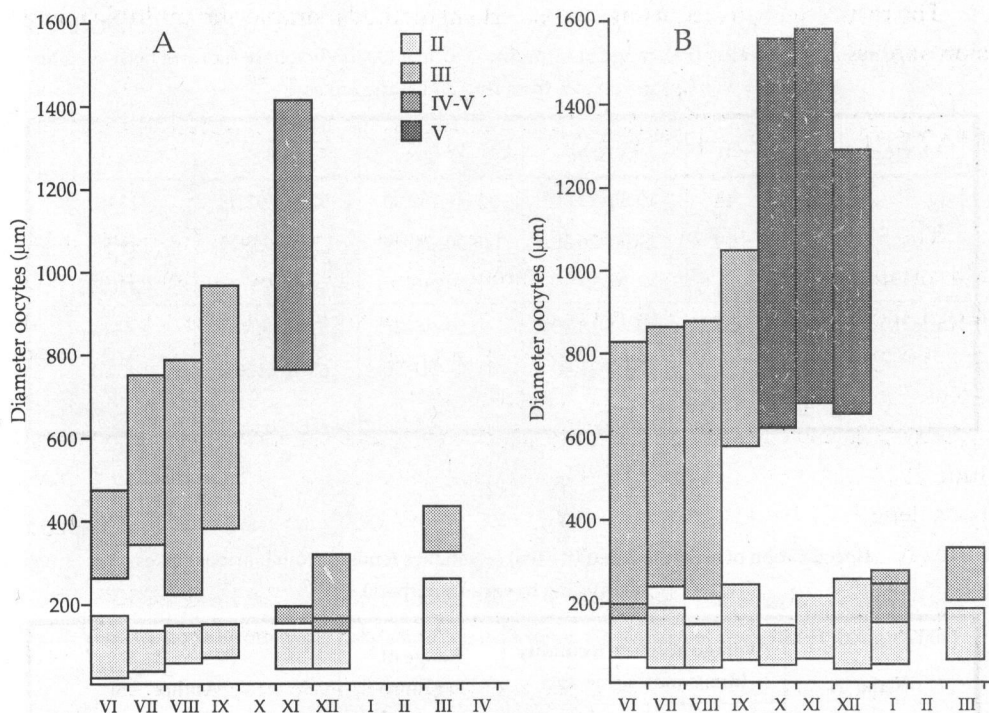 A
B
II
III
IV-V
V
Diameter oocytes (µm)
1600
1400
1200
1000
800
600
400
200
VI VII VIII IX X XI XII I II III IV
Diameter oocytes (µm)
1600
1400
1200
1000
800
600
400
200
VI VII VIII IX X XI XII I II III